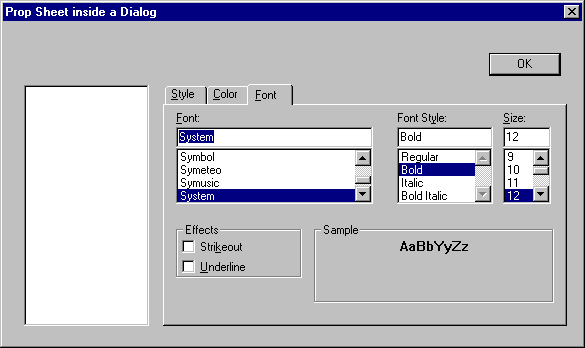 Prop Sheet inside a Dialog
OK
Style Color Font
Font: Font Style: Size:
System Bold 12
Symbol Regular 9
Symeteo Bold 10
Symusic Italic 11
System Bold Italic 12
Effects Sample
Strikeout AaBbYyZz
Underline